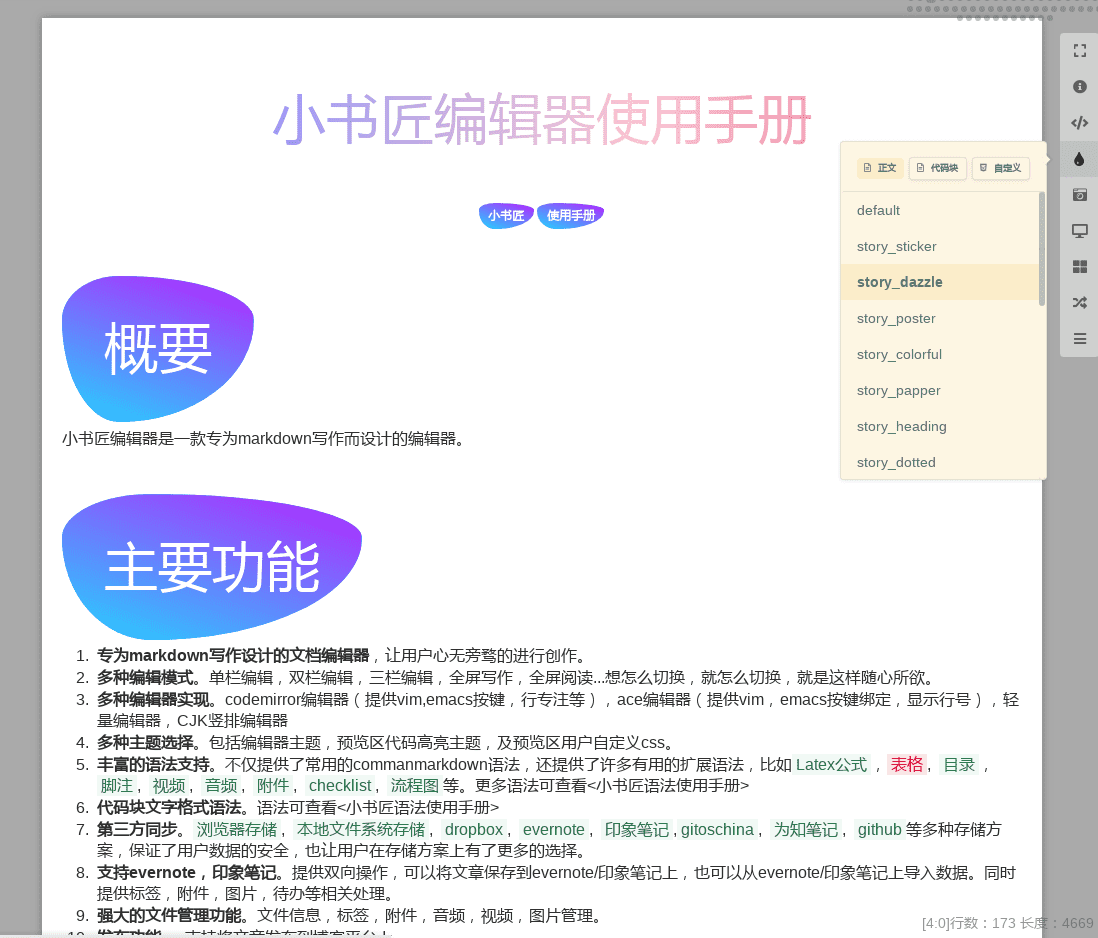 小书匠编辑器使用手册
小书匠 使用手册
概要
小书匠编辑器是一款专为markdown写作而设计的编辑器。
主要功能
1. 专为markdown写作设计的文档编辑器，让用户心无旁骛的进行创作。
2. 多种编辑模式。单栏编辑，双栏编辑，三栏编辑，全屏写作，全屏阅读...想怎么切换，就怎么切换，就是这样随心所欲。
3. 多种编辑器实现。codemirror编辑器（提供vim,emacs按键，行专注等），ace编辑器（提供vim，emacs按键绑定，显示行号），轻
量编辑器，CJK竖排编辑器
4. 多种主题选择。包括编辑器主题，预览区代码高亮主题，及预览区用户自定义css。
5. 丰富的语法支持。不仅提供了常用的commanmarkdown语法，还提供了许多有用的扩展语法，比如 Latex公式 ，表格，目录，
脚注，视频，音频，附件，checklist，流程图 等。更多语法可查看<小书匠语法使用手册>
6. 代码块文字格式语法。语法可查看<小书匠语法使用手册>
7. 第三方同步。浏览器存储，本地文件系统存储，dropbox，evernote，印象笔记，gitoschina，为知笔记，github 等多种存储方
案，保证了用户数据的安全，也让用户在存储方案上有了更多的选择。
8. 支持evernote，印象笔记。提供双向操作，可以将文章保存到evernote/印象笔记上，也可以从evernote/印象笔记上导入数据。同时
提供标签，附件，图片，待办等相关处理。
9. 强大的文件管理功能。文件信息，标签，附件，音频，视频，图片管理。
正文 代码块 自定义
default
story_sticker
story_dazzle
story_poster
story_colorful
story_papper
story_heading
story_dotted
[4:0]行数：173 长度：4669